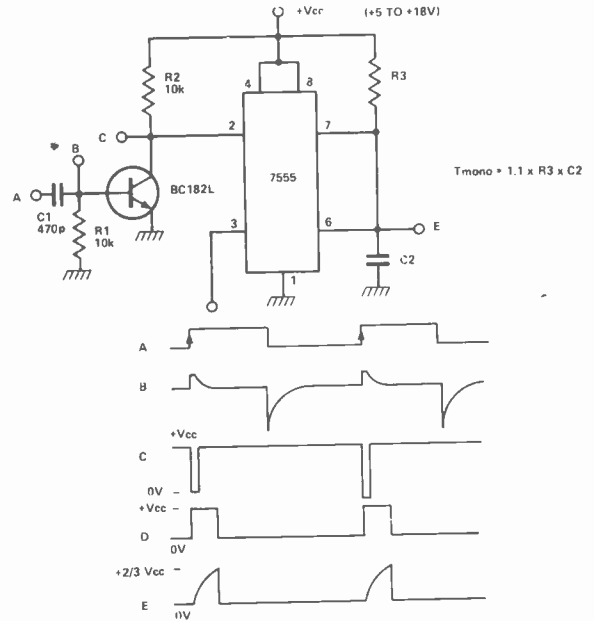 +Vcc (+5 TO +18V)
R2
10k
4
8
R3
C
2
7
B
A
BC182L
7555
Tmono * 1.1 x R3 x C2
C1
470p
R1
10k
3
6
E
1
C2
A
B
+Vcc
C
0V
+Vcc
D
0V
+2/3 Vcc
E
0V